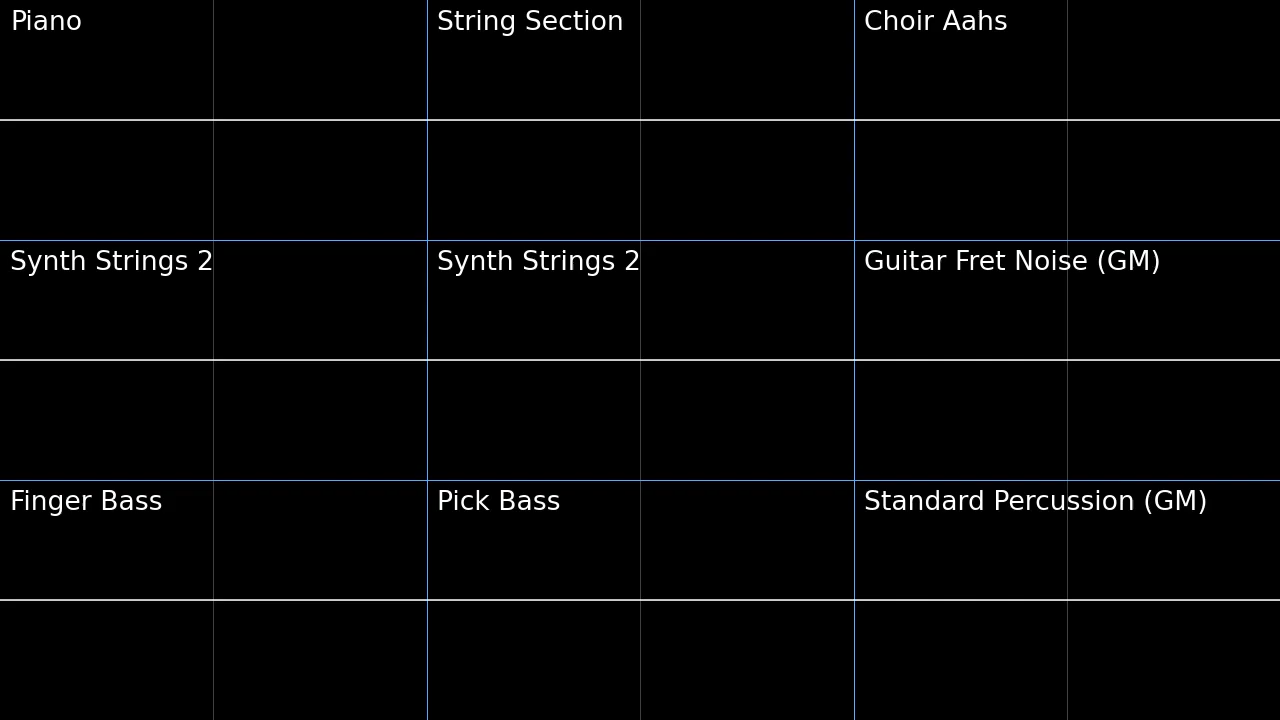 Piano
String Section
Choir Aahs
Synth Strings 2
Synth Strings 2
Guitar Fret Noise (GM)
Finger Bass
Pick Bass
Standard Percussion (GM)